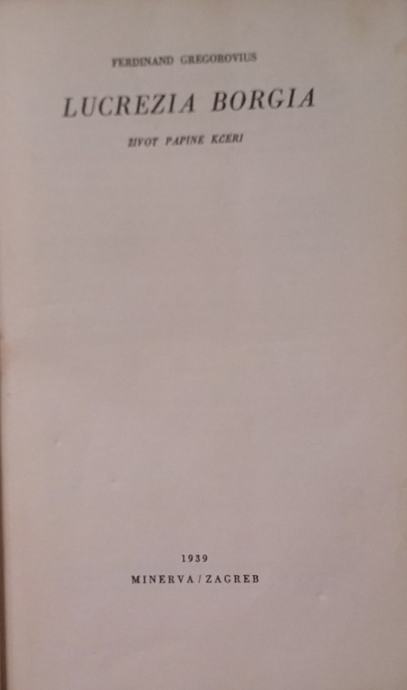 FERDINAND GREGOROVIUS
LUCREZIA BORGIA
ŽIVOT PAPINE KĆERI
1939
MINERVA / ZAGREB